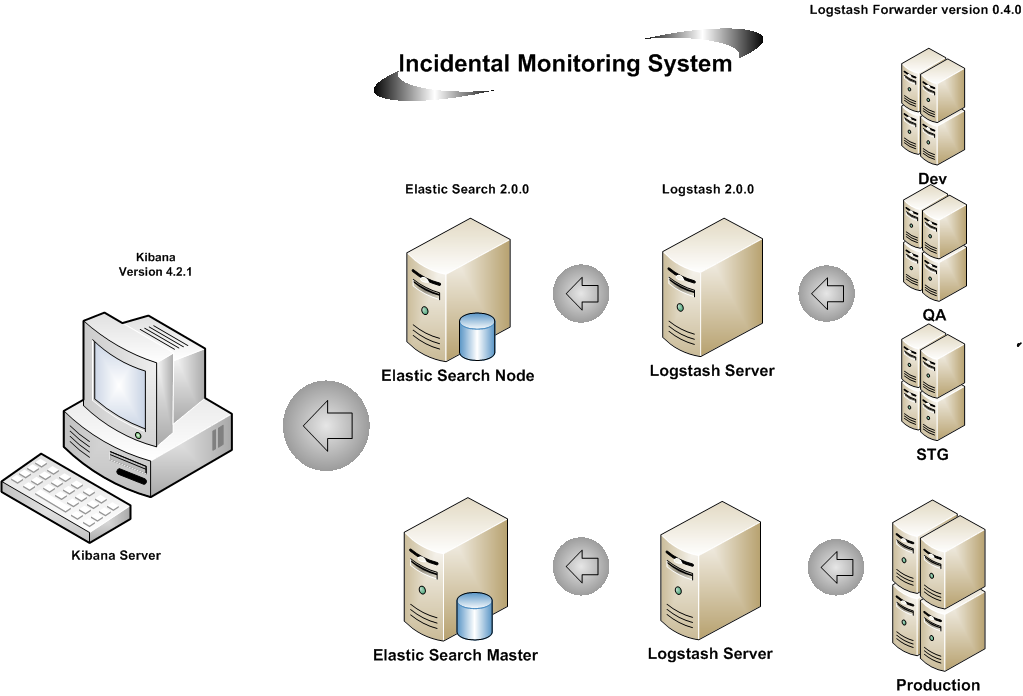 Logstash Forwarder version 0.4.0
Incidental Monitoring System
Dev
Elastic Search 2.0.0
Logstash 2.0.0
Kibana
Version 4.2.1
QA
Elastic Search Node
Logstash Server
STG
Kibana Server
Elastic Search Master
Logstash Server
Production